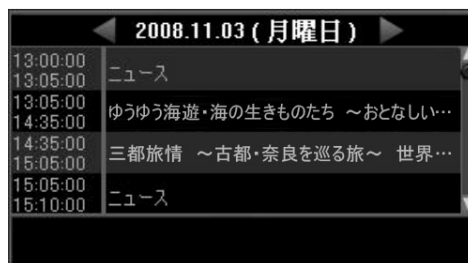 2008.11.03 ( 月曜日 )
13:00:00
13:05:00
ニュース
13:05:00
14:35:00
ゆうゆう海遊・海の生きものたち ～おとなしい…
14:35:00
15:05:00
三都旅情 ～古都・奈良を巡る旅～ 世界…
15:05:00
15:10:00
ニュース